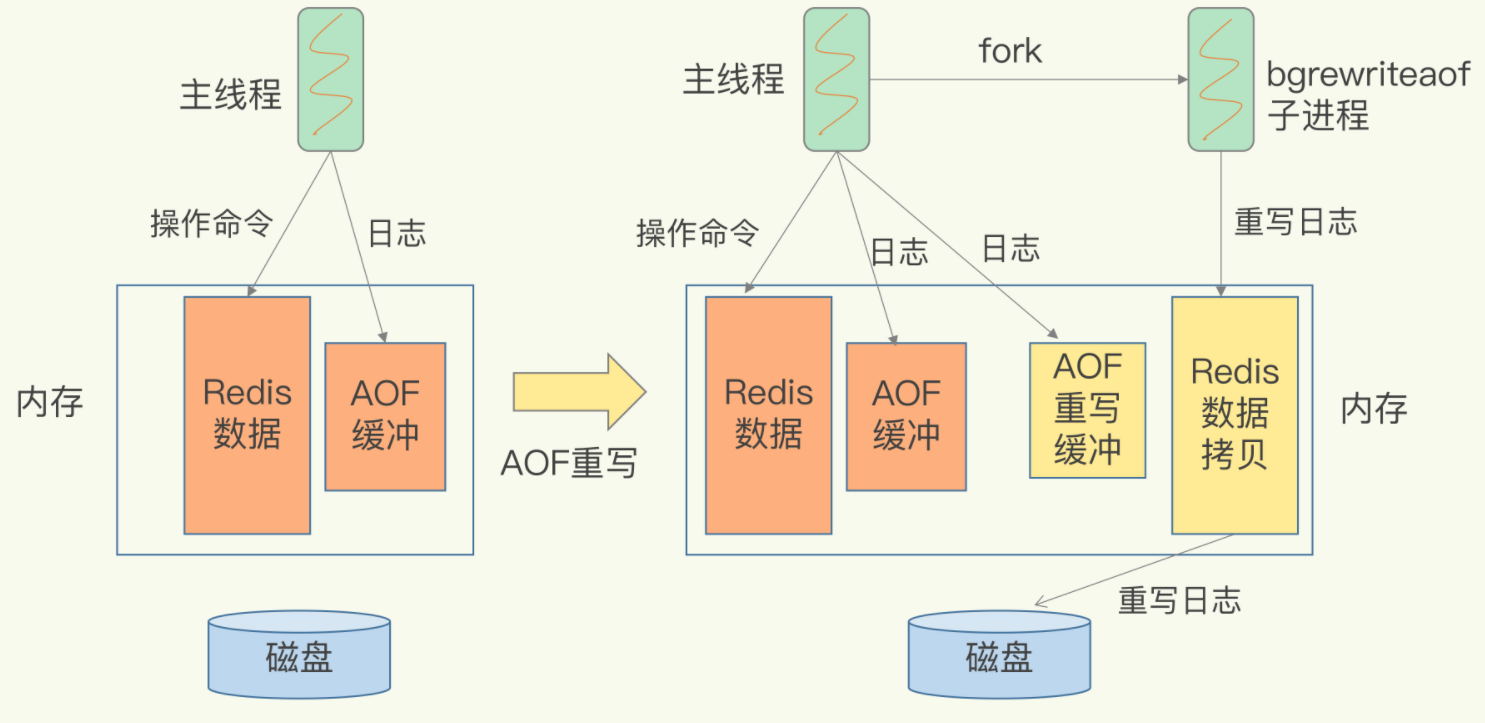 主线程
操作命令
日志
内存
Redis
数据
AOF
缓冲
磁盘
AOF重写
主线程
fork
bgrewriteaof
子进程
操作命令
日志
日志
重写日志
Redis
数据
AOF
缓冲
AOF
重写
缓冲
Redis
数据
拷贝
内存
重写日志
磁盘